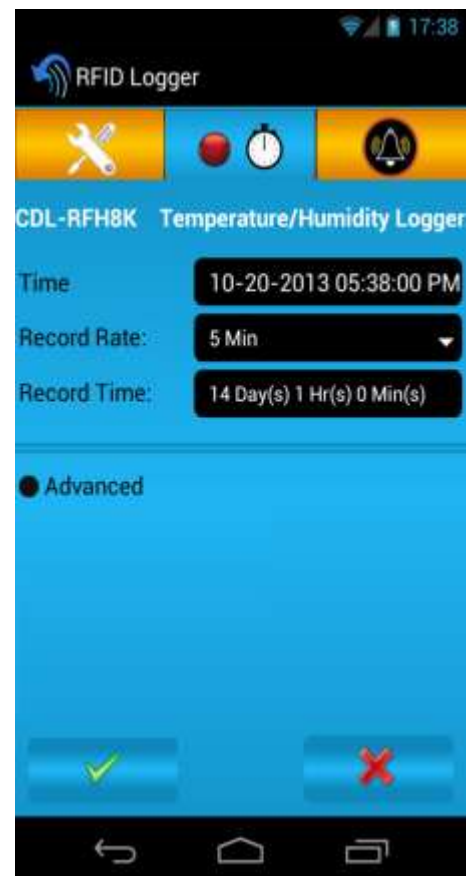 17:38
RFID Logger
CDL-RFH8K Temperature/Humidity Logger
Time 10-20-2013 05:38:00 PM
Record Rate: 5 Min
Record Time: 14 Day(s) 1 Hr(s) 0 Min(s)
Advanced